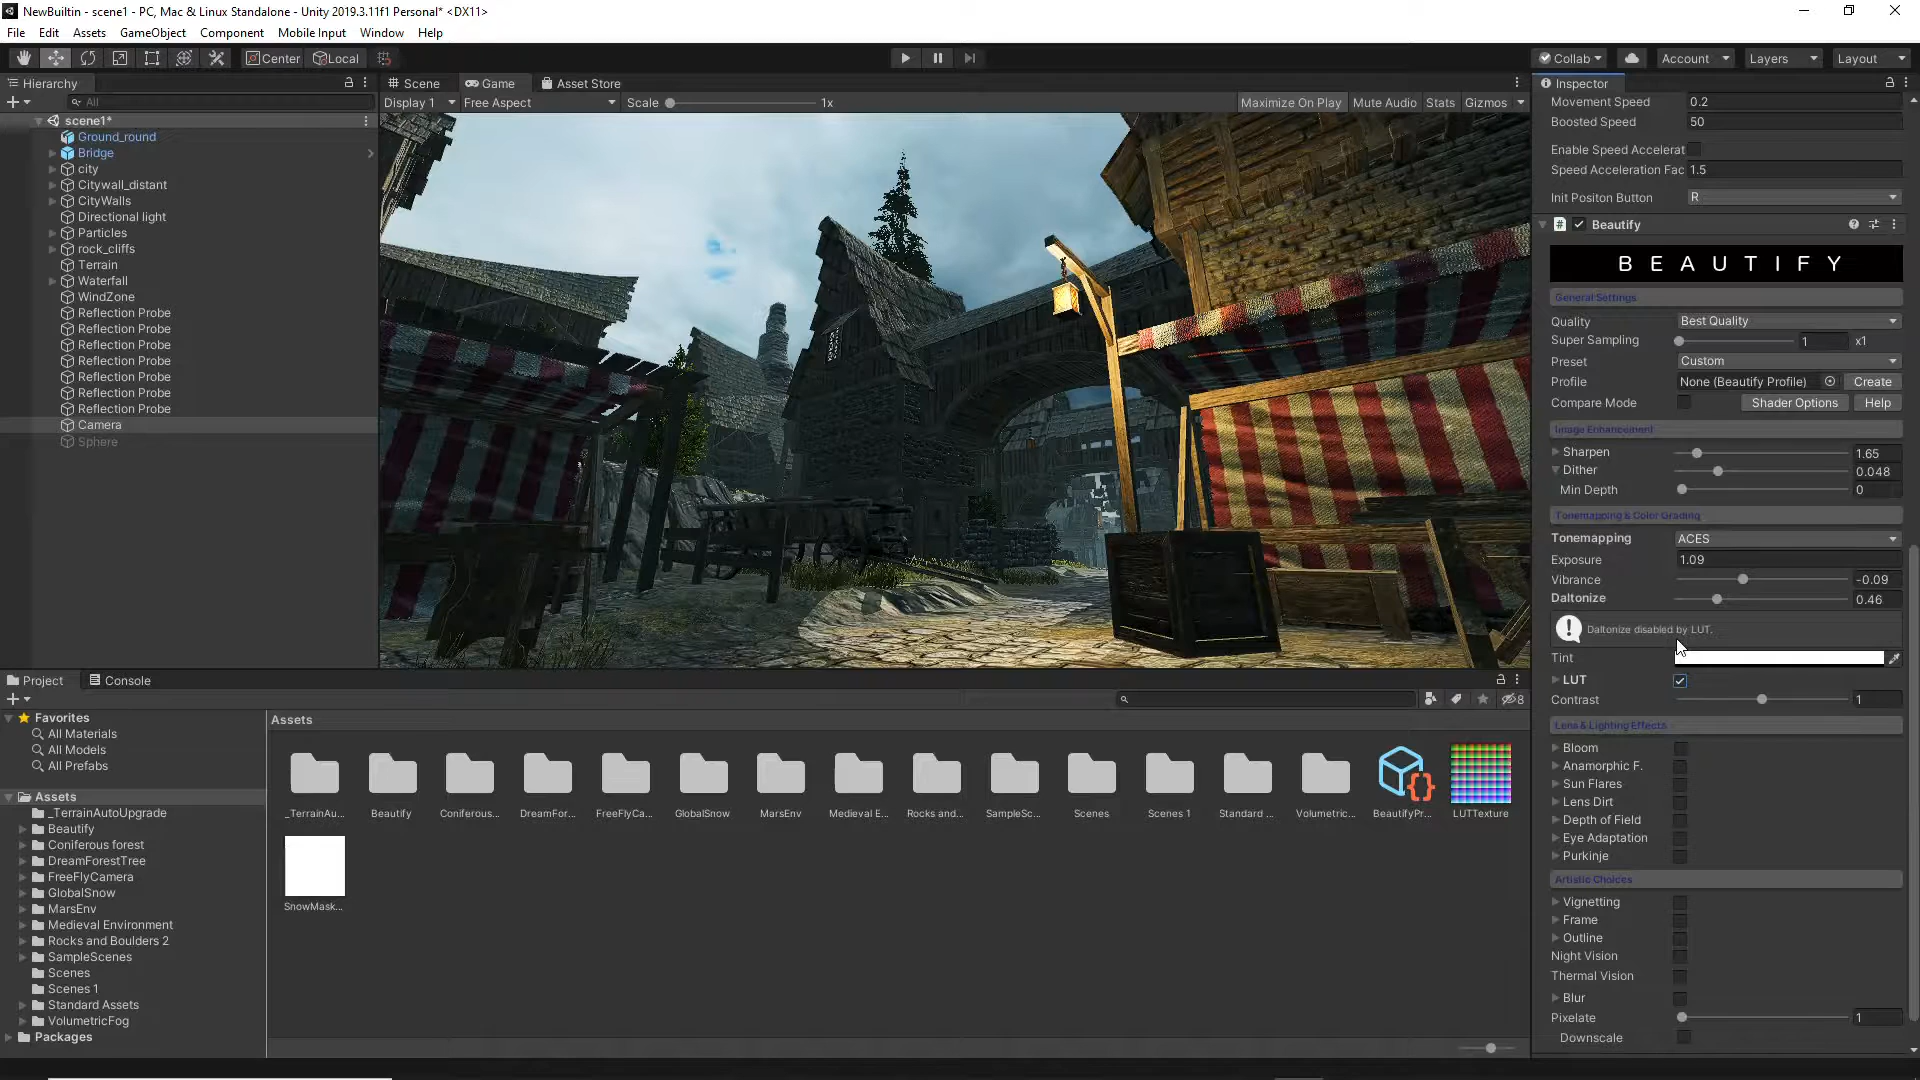 NewBuiltin - scene1 - PC, Mac & Linux Standalone - Unity 2019.3.11f1 Personal* <DX11>
File Edit Assets GameObject Component Mobile Input Window Help
Center Local
Collab Account Layers Layout
Hierarchy
All
scene1*
Ground_round
Bridge
city
Citywall_distant
CityWalls
Directional light
Particles
rock_cliffs
Terrain
Waterfall
WindZone
Reflection Probe
Reflection Probe
Reflection Probe
Reflection Probe
Reflection Probe
Reflection Probe
Reflection Probe
Camera
Sphere
Scene Game Asset Store
Display 1 Free Aspect Scale 1x Maximize On Play Mute Audio Stats Gizmos
Inspector
Movement Speed 0.2
Boosted Speed 50
Enable Speed Accelerat
Speed Acceleration Fac 1.5
Init Positon Button R
# Beautify
BEAUTIFY
General Settings
Quality Best Quality
Super Sampling 1 x1
Preset Custom
Profile None (Beautify Profile) Create
Compare Mode Shader Options Help
Image Enhancement
Sharpen 1.65
Dither 0.048
Min Depth 0
Tonemapping & Color Grading
Tonemapping ACES
Exposure 1.09
Vibrance -0.09
Daltonize 0.46
Daltonize disabled by LUT.
Tint
LUT
Contrast 1
Lens & Lighting Effects
Bloom
Anamorphic F.
Sun Flares
Lens Dirt
Depth of Field
Eye Adaptation
Purkinje
Artistic Choices
Vignetting
Frame
Outline
Night Vision
Thermal Vision
Blur
Pixelate 1
Downscale
Project Console
8
Favorites
All Materials
All Models
All Prefabs
Assets
_TerrainAutoUpgrade
Beautify
Coniferous forest
DreamForestTree
FreeFlyCamera
GlobalSnow
MarsEnv
Medieval Environment
Rocks and Boulders 2
SampleScenes
Scenes
Scenes 1
Standard Assets
VolumetricFog
Packages
Assets
_TerrainAu... Beautify Coniferous... DreamFor... FreeFlyCa... GlobalSnow MarsEnv Medieval E... Rocks and... SampleSc... Scenes Scenes 1 Standard ... Volumetric... BeautifyPr... LUTTexture
SnowMask...